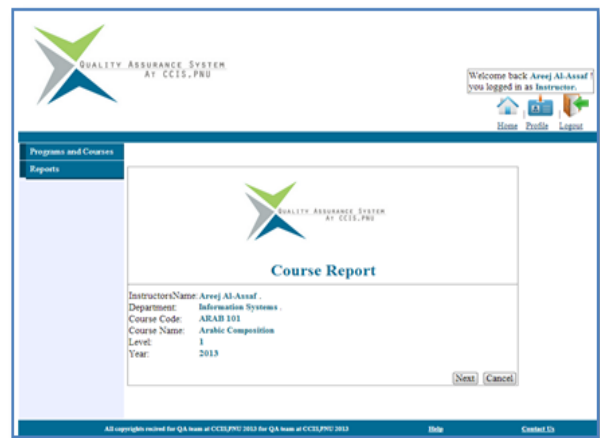 QUALITY ASSURANCE SYSTEM
AT CCIS,PNU
Welcome back Areej Al-Assaf !
you logged in as Instructor.
Home Profile Logout
Programs and Courses
Reports
QUALITY ASSURANCE SYSTEM
AT CCIS,PNU
Course Report
InstructorsName: Areej Al-Assaf .
Department: Information Systems .
Course Code: ARAB 101
Course Name: Arabic Composition
Level: 1
Year: 2013
Next Cancel
All copyrights recived for QA team at CCIS,PNU 2013 for QA team at CCIS,PNU 2013 Help Contact Us